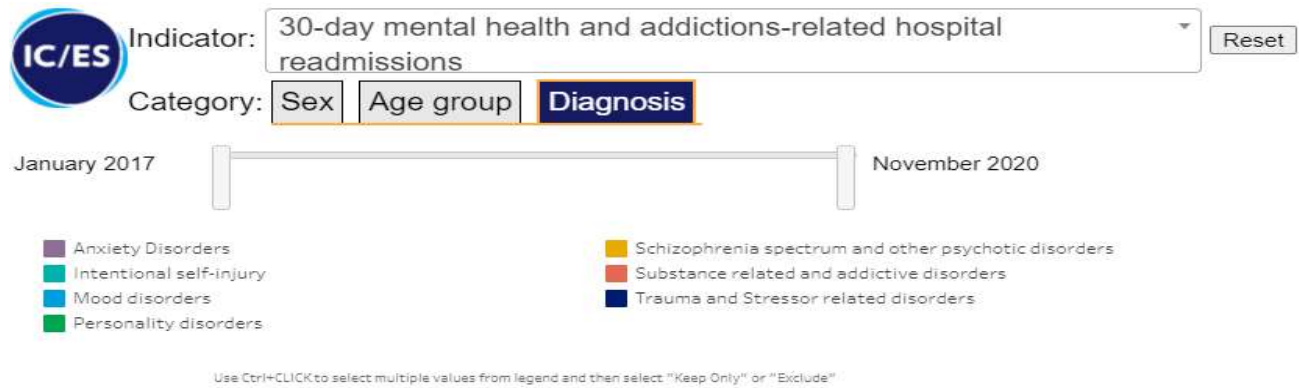 IC/ES
Indicator:
30-day mental health and addictions-related hospital
readmissions
Reset
Category:
Sex
Age group
Diagnosis
January 2017
November 2020
Anxiety Disorders
Intentional self-injury
Mood disorders
Personality disorders
Schizophrenia spectrum and other psychotic disorders
Substance related and addictive disorders
Trauma and Stressor related disorders
Use Ctrl+CLICK to select multiple values from legend and then select "Keep Only" or "Exclude"